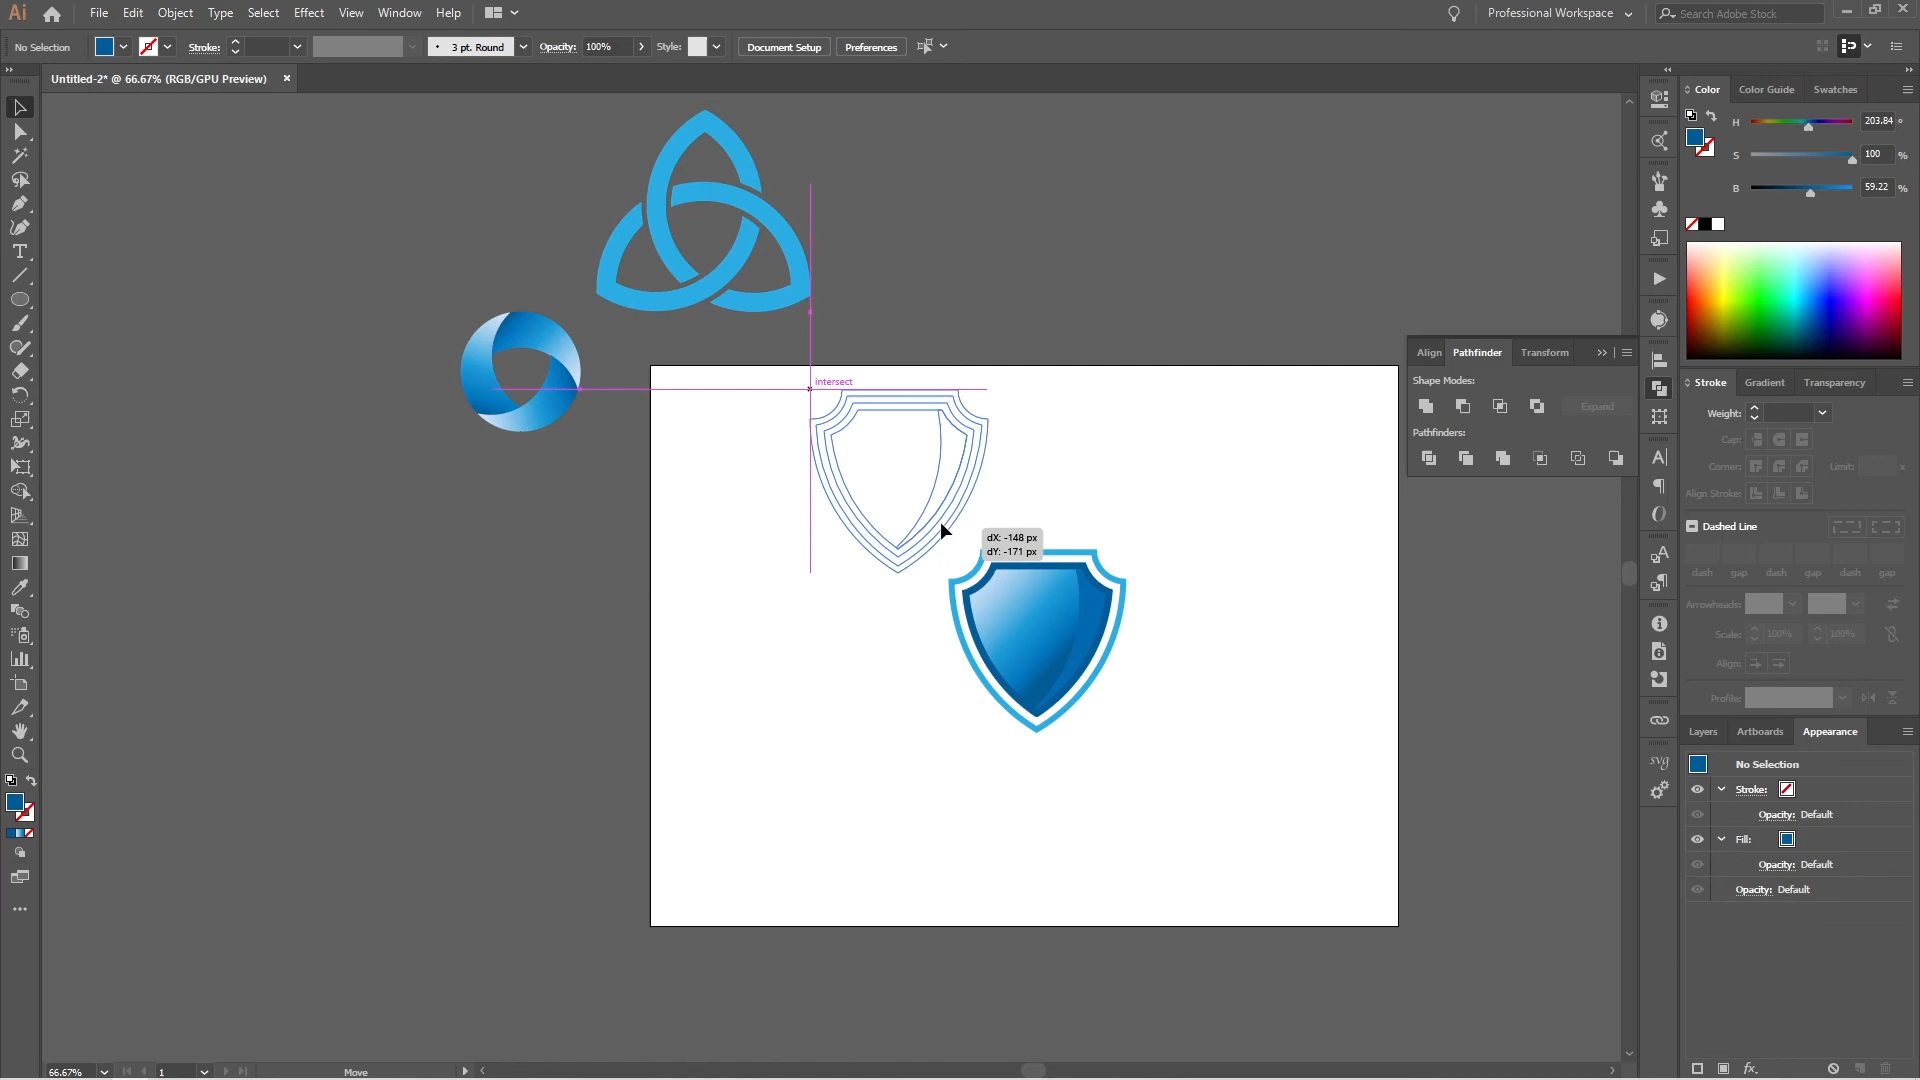 Ai File Edit Object Type Select Effect View Window Help Professional Workspace Search Adobe Stock
No Selection Stroke: 3 pt. Round Opacity: 100% Style: Document Setup Preferences
Untitled-2* @ 66.67% (RGB/GPU Preview) ×
Color Color Guide Swatches
H 203.84 °
S 100 %
B 59.22 %
intersect
dX: -148 px
dY: -171 px
Align Pathfinder Transform
Shape Modes:
Expand
Pathfinders:
Stroke Gradient Transparency
Weight:
Cap:
Corner: Limit: x
Align Stroke:
Dashed Line
dash gap dash gap dash gap
Arrowheads:
Scale: 100% 100%
Align:
Profile:
Layers Artboards Appearance
No Selection
Stroke:
Opacity: Default
Fill:
Opacity: Default
Opacity: Default
svg
fx
66.67% 1 Move